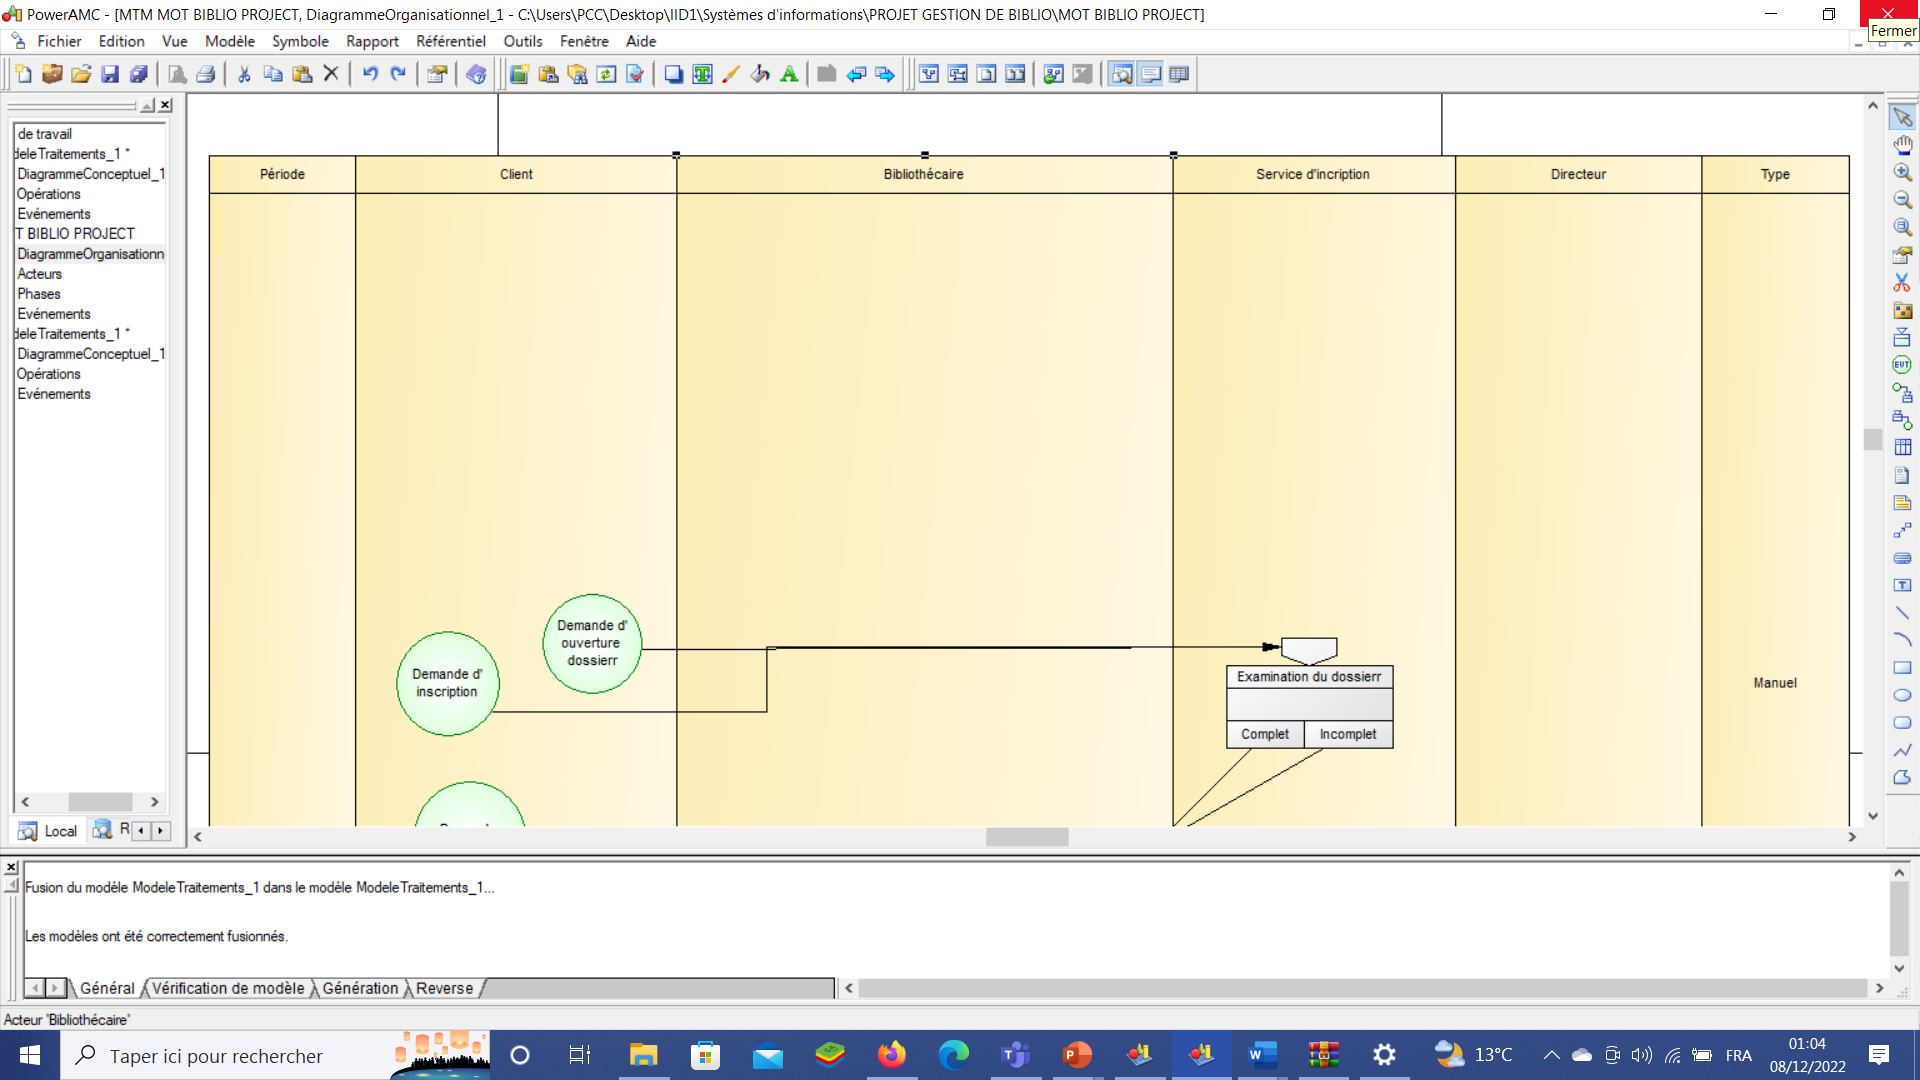 PowerAMC - [MTM MOT BIBLIO PROJECT, DiagrammeOrganisationnel_1 - C:\Users\PCC\Desktop\IID1\Systèmes d'informations\PROJET GESTION DE BIBLIO\MOT BIBLIO PROJECT]
Fermer
Fichier Edition Vue Modèle Symbole Rapport Référentiel Outils Fenêtre Aide
de travail
deleTraitements_1 *
DiagrammeConceptuel_1
Opérations
Evénements
T BIBLIO PROJECT
DiagrammeOrganisationn
Acteurs
Phases
Evénements
deleTraitements_1 *
DiagrammeConceptuel_1
Opérations
Evénements
Local R
Période Client Bibliothécaire Service d'incription Directeur Type
Demande d'
ouverture
dossierr
Demande d'
inscription
Examination du dossierr
Complet Incomplet
Manuel
EVT
T
Fusion du modèle ModeleTraitements_1 dans le modèle ModeleTraitements_1...
Les modèles ont été correctement fusionnés.
Général Vérification de modèle Génération Reverse
Acteur 'Bibliothécaire'
Taper ici pour rechercher
13°C FRA
01:04
08/12/2022